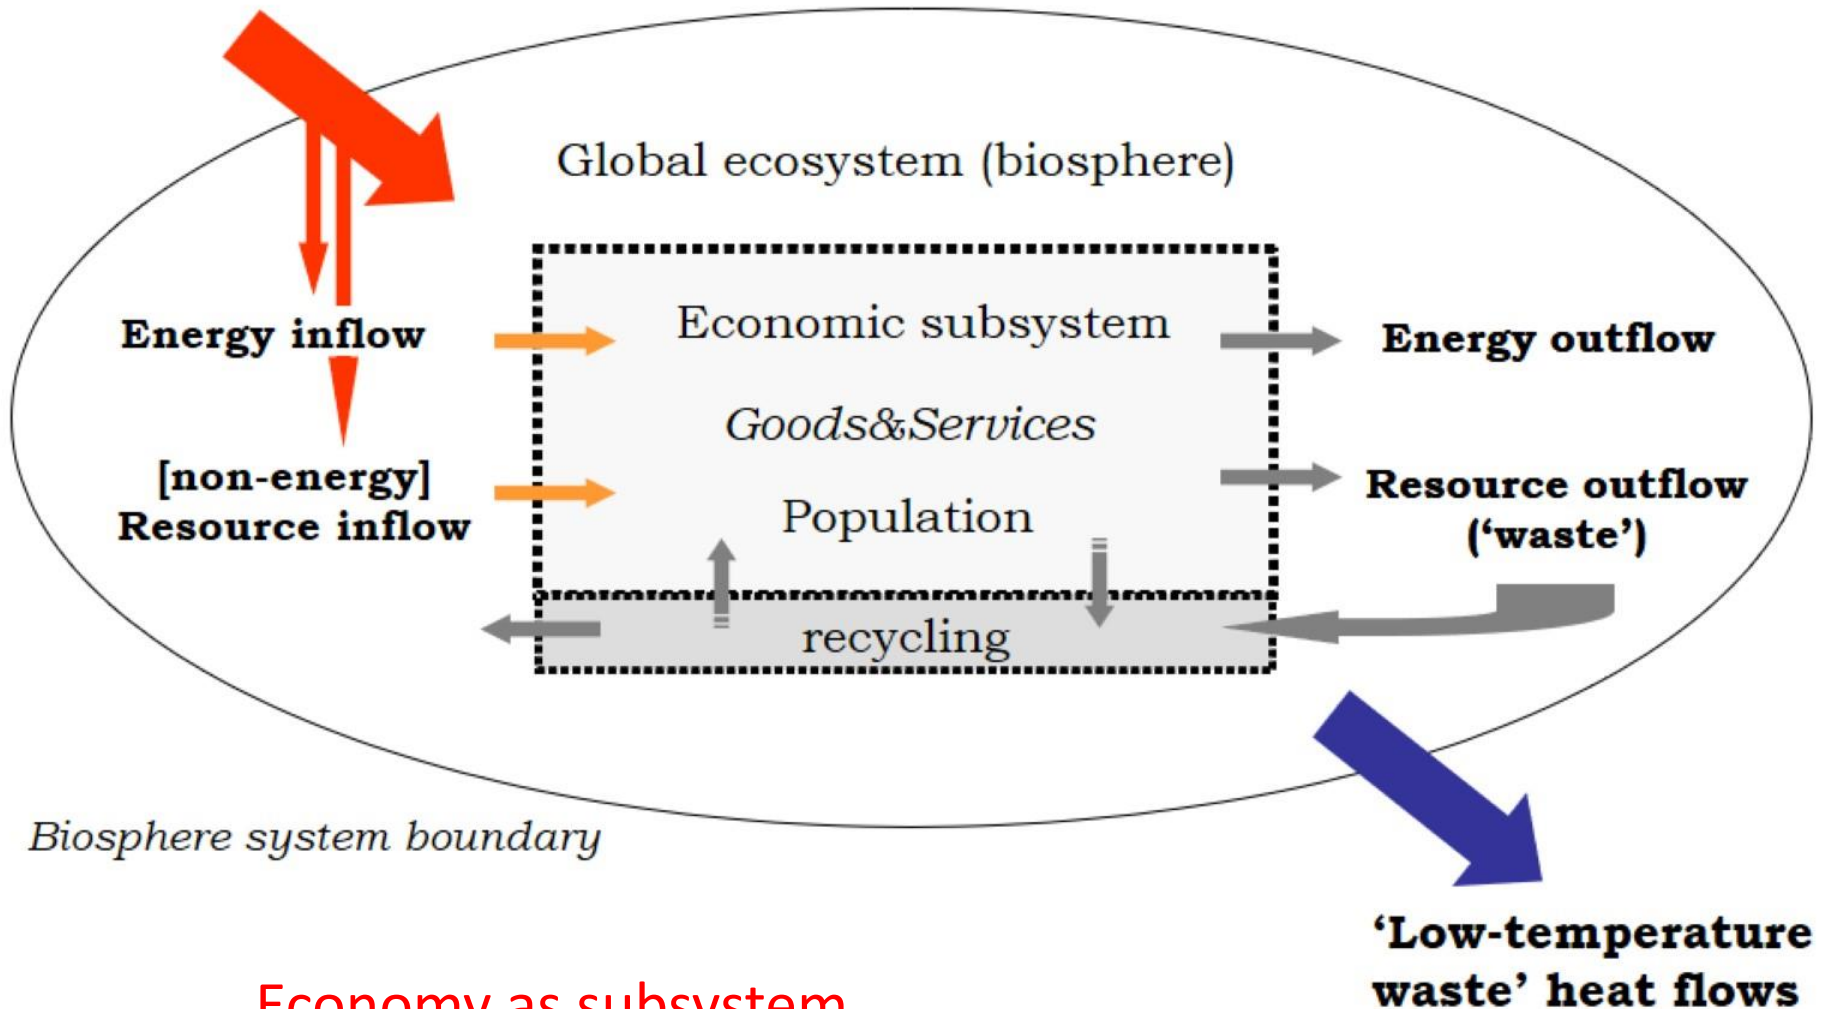 Global ecosystem (biosphere)
Economic subsystem
Energy inflow
Energy outflow
Goods&Services
[non-energy]
Resource inflow
Population
Resource outflow
(‘waste’)
recycling
Biosphere system boundary
‘Low-temperature
waste’ heat flows
Economy as subsystem